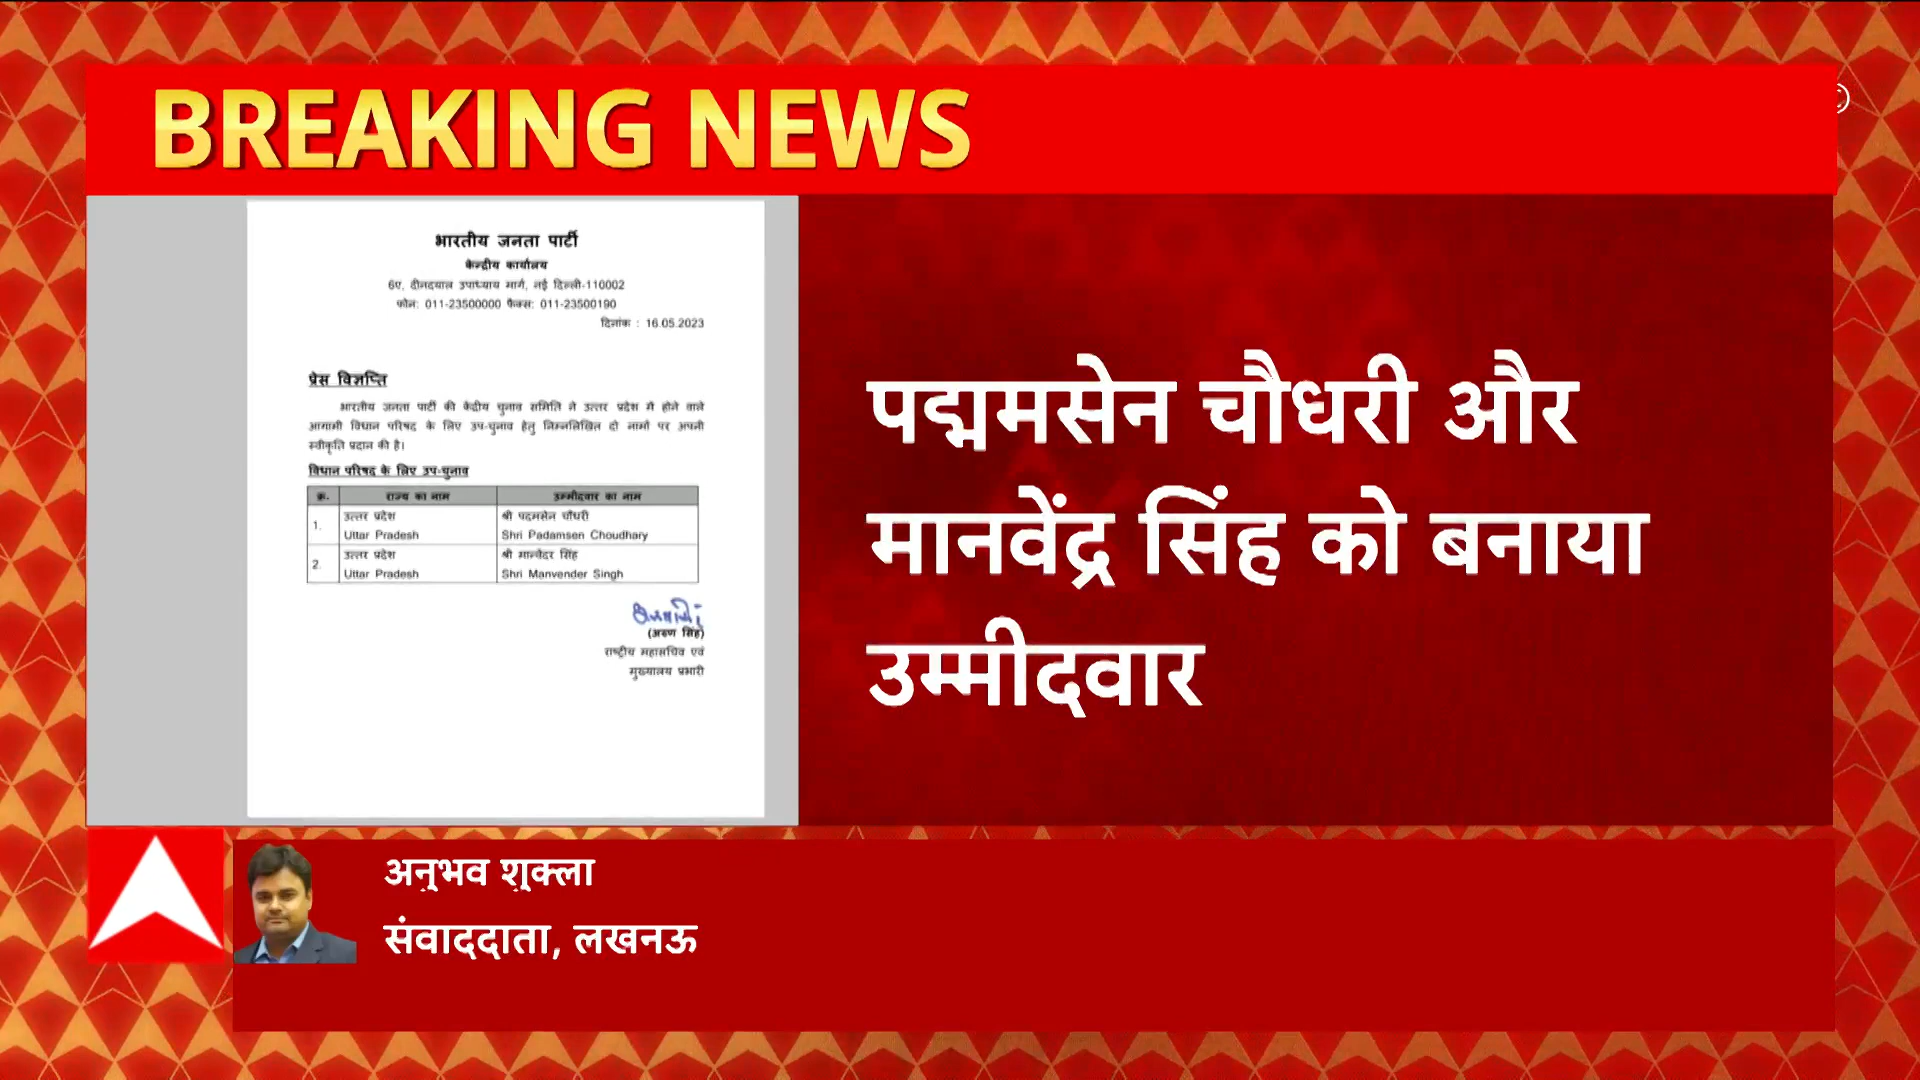 BREAKING NEWS
भारतीय जनता पार्टी
केन्द्रीय कार्यालय
6ए, दीनदयाल उपाध्याय मार्ग, नई दिल्ली-110002
फोन: 011-23500000 फैक्स: 011-23500190
दिनांक : 16.05.2023
प्रेस विज्ञप्ति
भारतीय जनता पार्टी की केंद्रीय चुनाव समिति ने उत्तर प्रदेश में होने वाले
आगामी विधान परिषद के लिए उप-चुनाव हेतु निम्नलिखित दो नामों पर अपनी
स्वीकृति प्रदान की है।
विधान परिषद के लिए उप-चुनाव
क्र. राज्य का नाम उम्मीदवार का नाम
1. उत्तर प्रदेश श्री पदमसेन चौधरी
Uttar Pradesh Shri Padamsen Choudhary
2. उत्तर प्रदेश श्री मान्वेंदर सिंह
Uttar Pradesh Shri Manvender Singh
(अरुण सिंह)
राष्ट्रीय महासचिव एवं
मुख्यालय प्रभारी
पद्ममसेन चौधरी और
मानवेंद्र सिंह को बनाया
उम्मीदवार
अनुभव शुक्ला
संवाददाता, लखनऊ